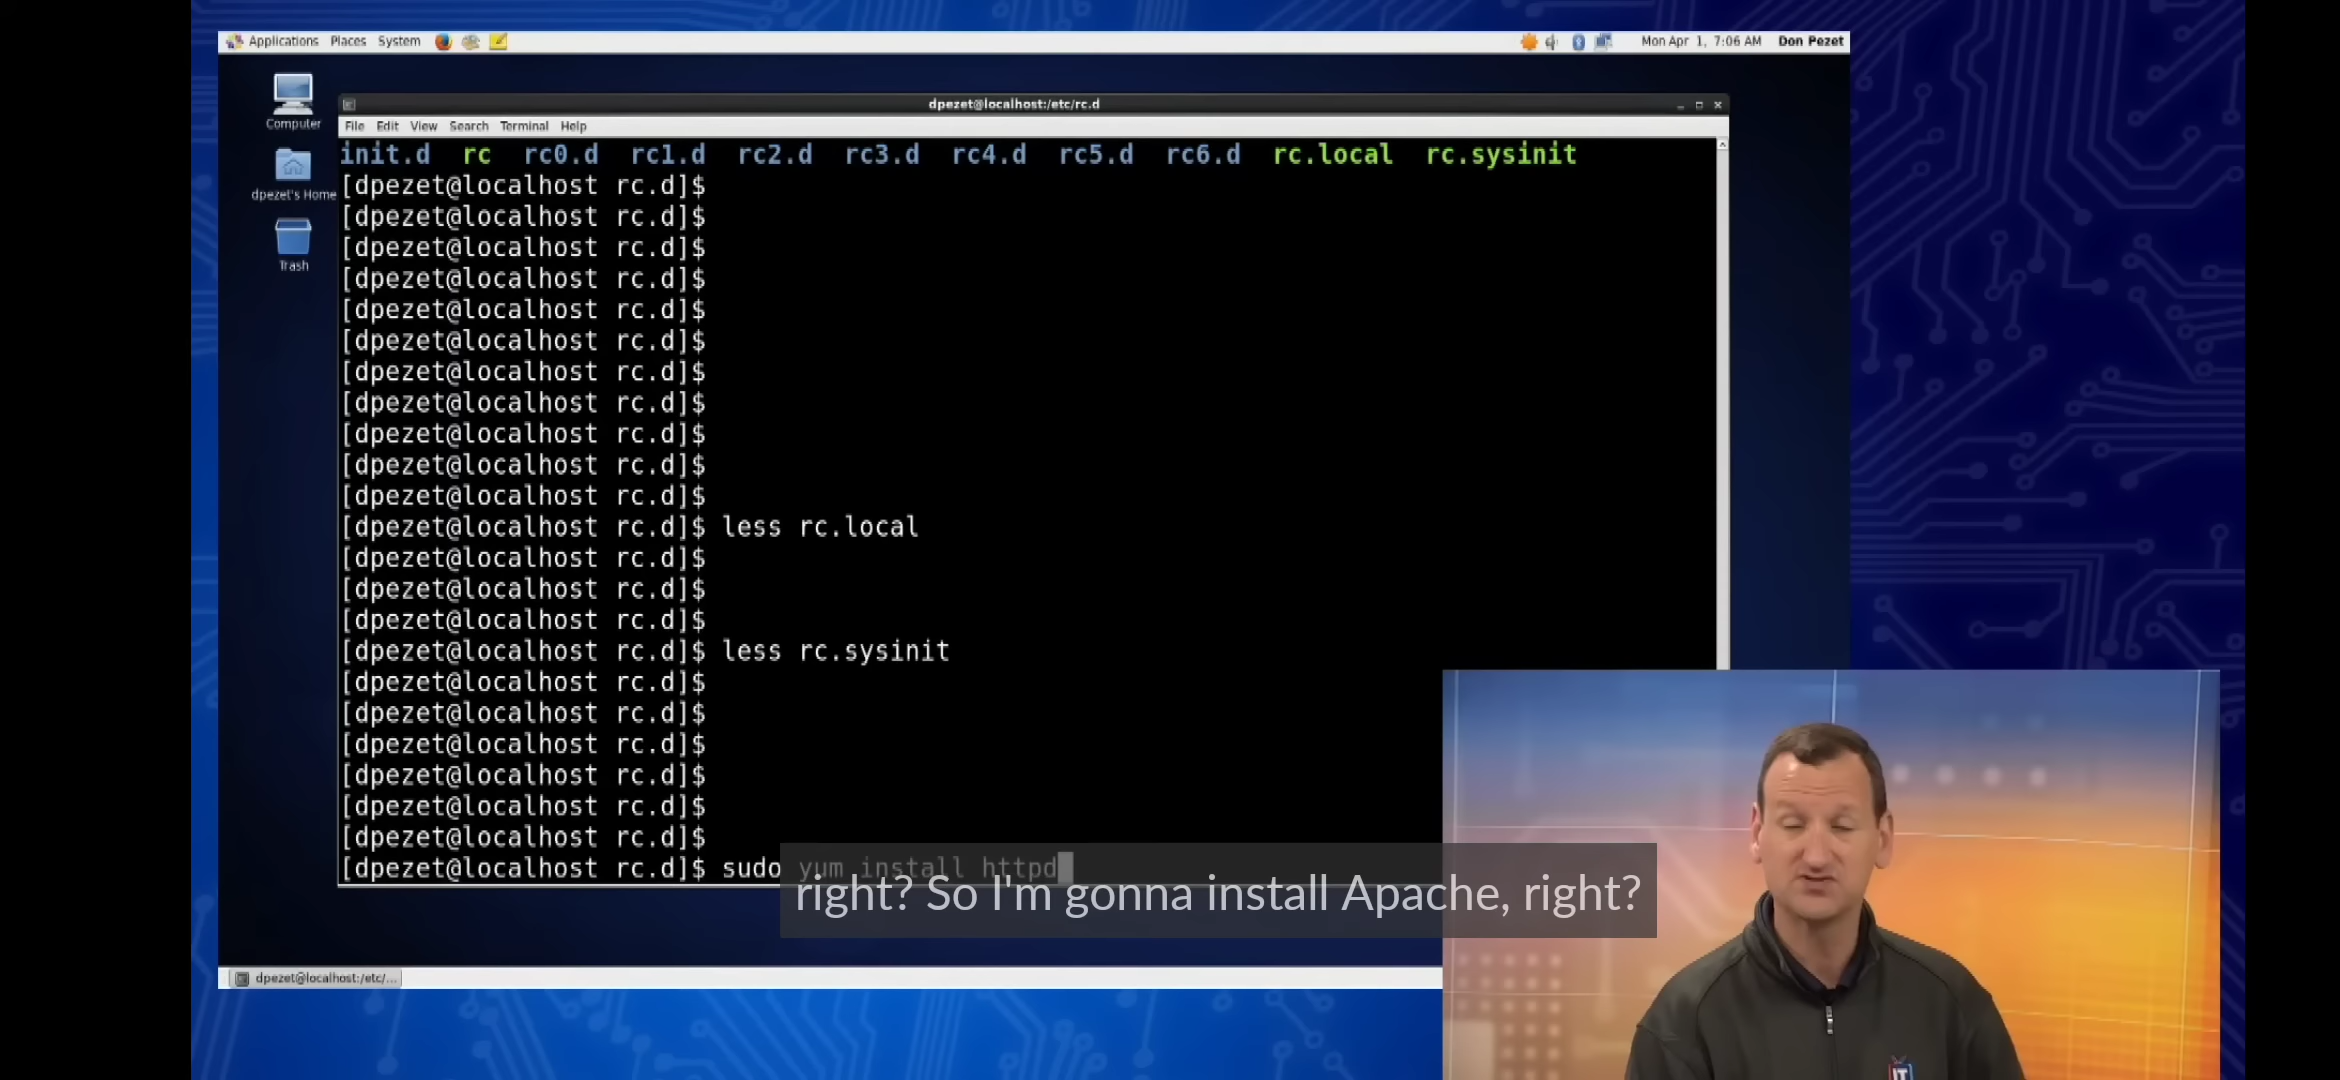 Applications Places System Mon Apr 1, 7:06 AM Don Pezet
Computer
dpezet's Home
Trash
dpezet@localhost:/etc/rc.d
File Edit View Search Terminal Help
init.d rc rc0.d rc1.d rc2.d rc3.d rc4.d rc5.d rc6.d rc.local rc.sysinit
[dpezet@localhost rc.d]$
[dpezet@localhost rc.d]$
[dpezet@localhost rc.d]$
[dpezet@localhost rc.d]$
[dpezet@localhost rc.d]$
[dpezet@localhost rc.d]$
[dpezet@localhost rc.d]$
[dpezet@localhost rc.d]$
[dpezet@localhost rc.d]$
[dpezet@localhost rc.d]$
[dpezet@localhost rc.d]$
[dpezet@localhost rc.d]$ less rc.local
[dpezet@localhost rc.d]$
[dpezet@localhost rc.d]$
[dpezet@localhost rc.d]$
[dpezet@localhost rc.d]$ less rc.sysinit
[dpezet@localhost rc.d]$
[dpezet@localhost rc.d]$
[dpezet@localhost rc.d]$
[dpezet@localhost rc.d]$
[dpezet@localhost rc.d]$
[dpezet@localhost rc.d]$
[dpezet@localhost rc.d]$ sudo yum install httpd
right? So I'm gonna install Apache, right?
dpezet@localhost:/etc/...
IT